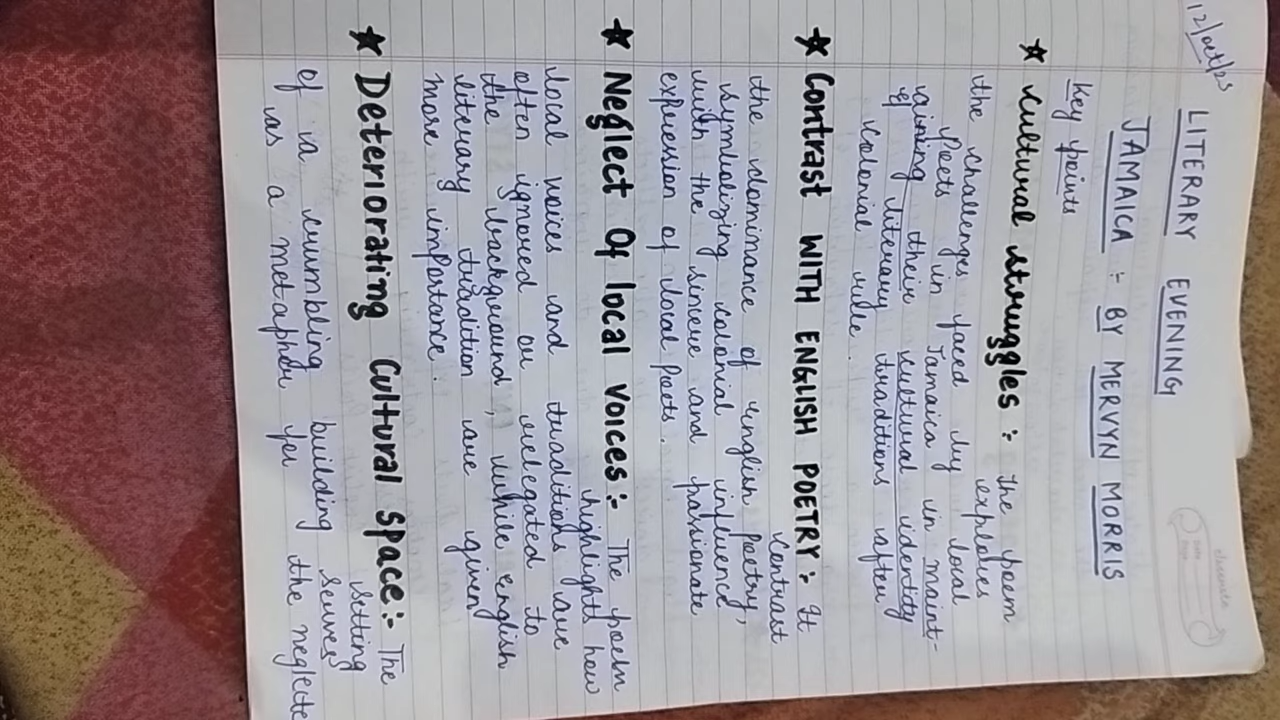 12/oct/25
LITERARY EVENING
JAMAICA :- BY MERVYN MORRIS
Key points
★ Cultural struggles :- The poem
explores
the challenges faced by local
Poets in Jamaica in maint-
aining their cultural identity
of literary traditions often
colonial rule.
★ Contrast WITH ENGLISH POETRY:- It
contrast
the dominance of english poetry,
symbolizing colonial influence
with the sincere and passionate
expression of local poets.
★ Neglect Of local Voices:- The poem
highlights how
local voices and traditions are
often ignored or relegated to
the background, while english
literary tradition are given
more importance.
★ Deteriorating Cultural space:- The
setting
of a crumbling building serves
as a metaphor for the neglecte